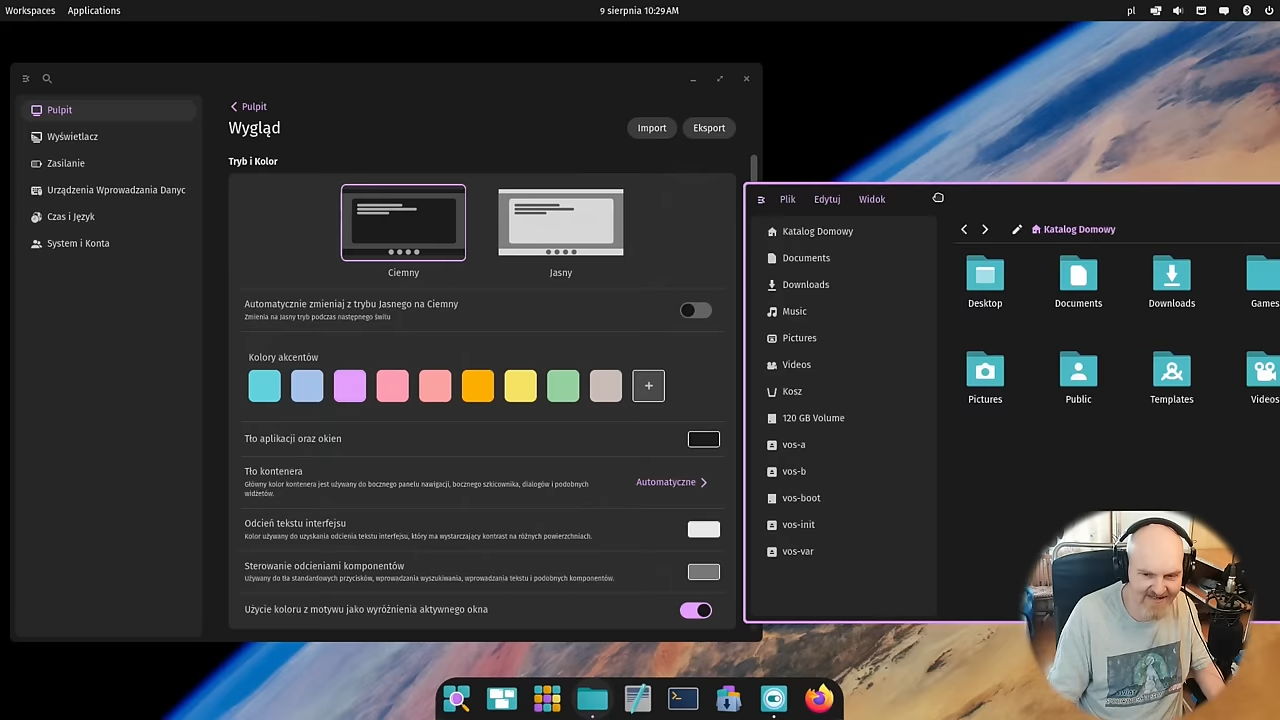 Workspaces Applications
9 sierpnia 10:29 AM
pl
Pulpit
Wyświetlacz
Zasilanie
Urządzenia Wprowadzania Danyc
Czas i Język
System i Konta
Pulpit
Wygląd
Import Eksport
Tryb i Kolor
Ciemny Jasny
Automatycznie zmieniaj z trybu Jasnego na Ciemny
Zmienia na Jasny tryb podczas następnego świtu
Kolory akcentów
Tło aplikacji oraz okien
Tło kontenera
Główny kolor kontenera jest używany do bocznego panelu nawigacji, bocznego szkicownika, dialogów i podobnych
widżetów.
Automatyczne
Odcień tekstu interfejsu
Kolor używany do uzyskania odcienia tekstu interfejsu, który ma wystarczający kontrast na różnych powierzchniach.
Sterowanie odcieniami komponentów
Używany do tła standardowych przycisków, wprowadzania wyszukiwania, wprowadzania tekstu i podobnych komponentów.
Użycie koloru z motywu jako wyróżnienia aktywnego okna
Plik Edytuj Widok
Katalog Domowy
Documents
Downloads
Music
Pictures
Videos
Kosz
120 GB Volume
vos-a
vos-b
vos-boot
vos-init
vos-var
Katalog Domowy
Desktop Documents Downloads Games
Pictures Public Templates Videos